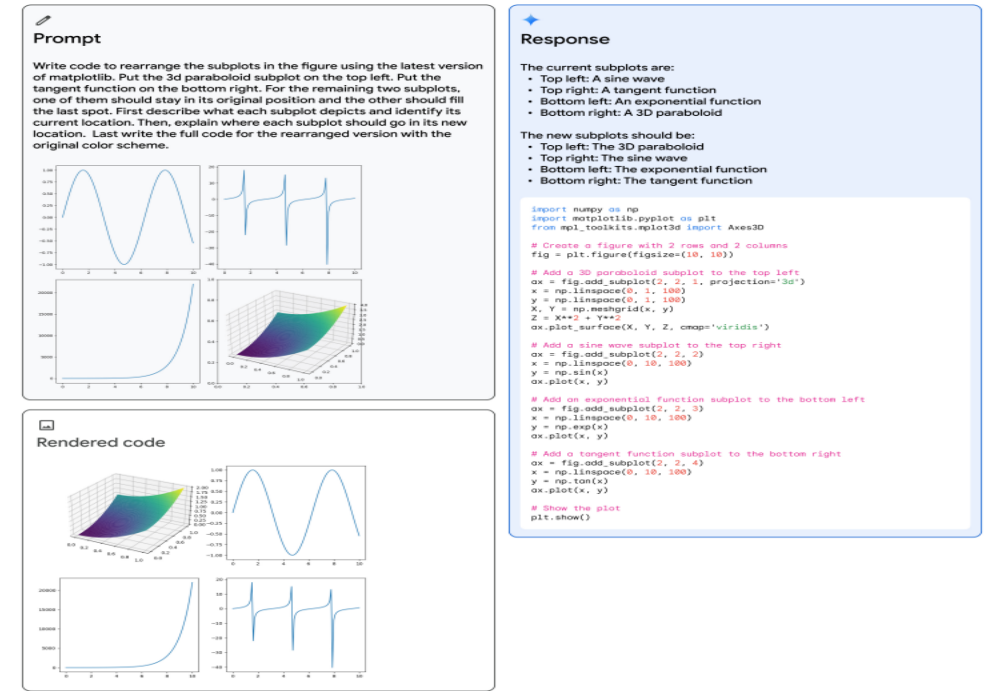 Prompt
Write code to rearrange the subplots in the figure using the latest version
of matplotlib. Put the 3d paraboloid subplot on the top left. Put the
tangent function on the bottom right. For the remaining two subplots,
one of them should stay in its original position and the other should fill
the last spot. First describe what each subplot depicts and identify its
current location. Then, explain where each subplot should go in its new
location.  Last write the full code for the rearranged version with the
original color scheme.
Rendered code
Response
The current subplots are:
• Top left: A sine wave
• Top right: A tangent function
• Bottom left: An exponential function
• Bottom right: A 3D paraboloid
The new subplots should be:
• Top left: The 3D paraboloid
• Top right: The sine wave
• Bottom left: The exponential function
• Bottom right: The tangent function
import numpy as np
import matplotlib.pyplot as plt
from mpl_toolkits.mplot3d import Axes3D
# Create a figure with 2 rows and 2 columns
fig = plt.figure(figsize=(10, 10))
# Add a 3D paraboloid subplot to the top left
ax = fig.add_subplot(2, 2, 1, projection='3d')
x = np.linspace(0, 1, 100)
y = np.linspace(0, 1, 100)
X, Y = np.meshgrid(x, y)
Z = X**2 + Y**2
ax.plot_surface(X, Y, Z, cmap='viridis')
# Add a sine wave subplot to the top right
ax = fig.add_subplot(2, 2, 2)
x = np.linspace(0, 10, 100)
y = np.sin(x)
ax.plot(x, y)
# Add an exponential function subplot to the bottom left
ax = fig.add_subplot(2, 2, 3)
x = np.linspace(0, 10, 100)
y = np.exp(x)
ax.plot(x, y)
# Add a tangent function subplot to the bottom right
ax = fig.add_subplot(2, 2, 4)
x = np.linspace(0, 10, 100)
y = np.tan(x)
ax.plot(x, y)
# Show the plot
plt.show()